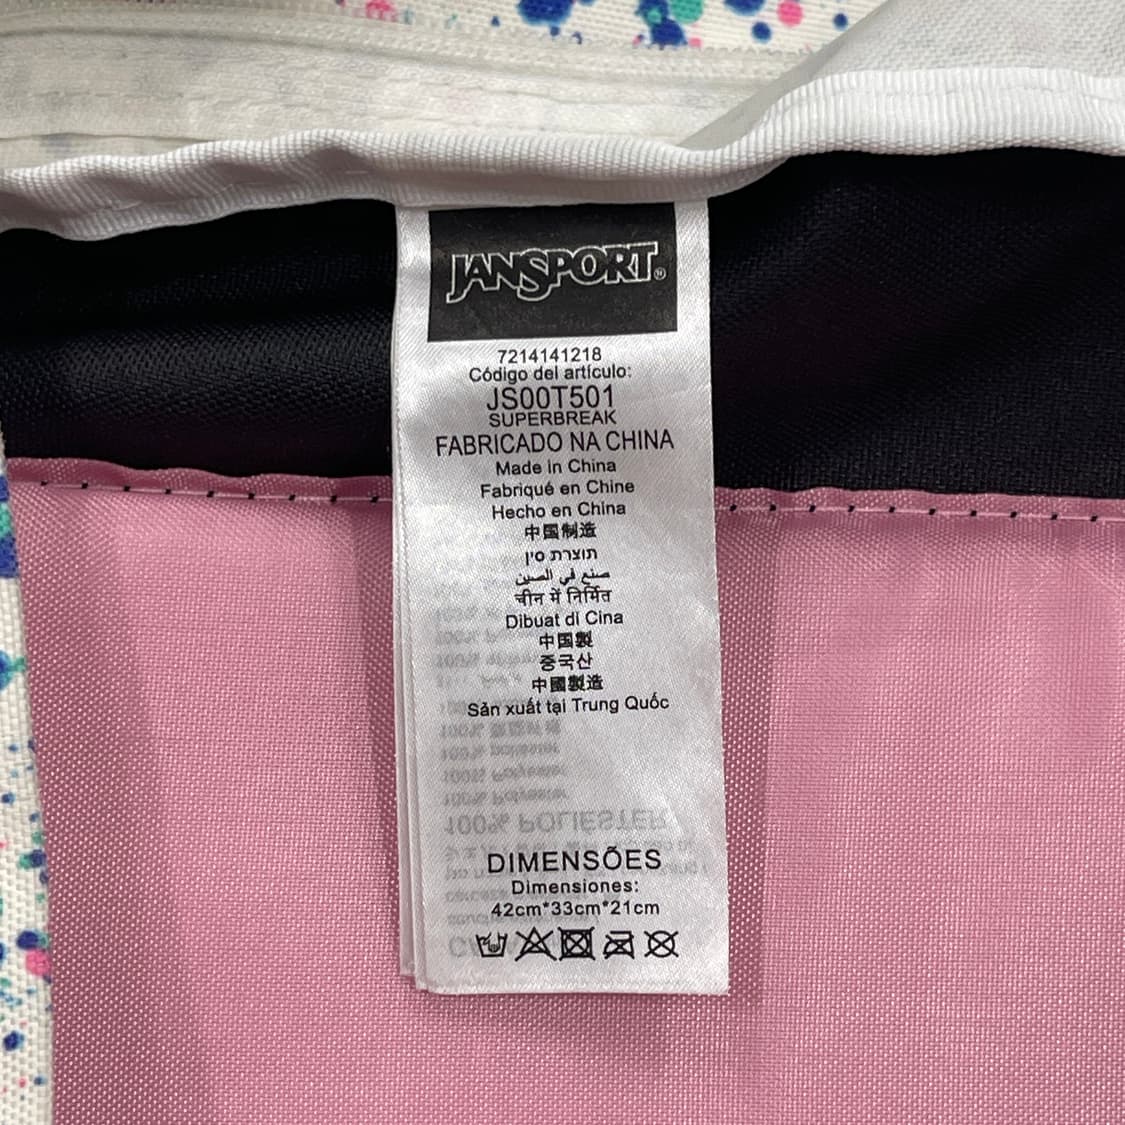 JANSPORT®
7214141218
Código del artículo:
JS00T501
SUPERBREAK
FABRICADO NA CHINA
Made in China
Fabriqué en Chine
Hecho en China
中国制造
תוצרת סין
صنع في الصين
चीन में निर्मित
Dibuat di Cina
中国製
중국산
中國製造
Sản xuất tại Trung Quốc
100% POLIESTER
DIMENSÕES
Dimensiones:
42cm*33cm*21cm